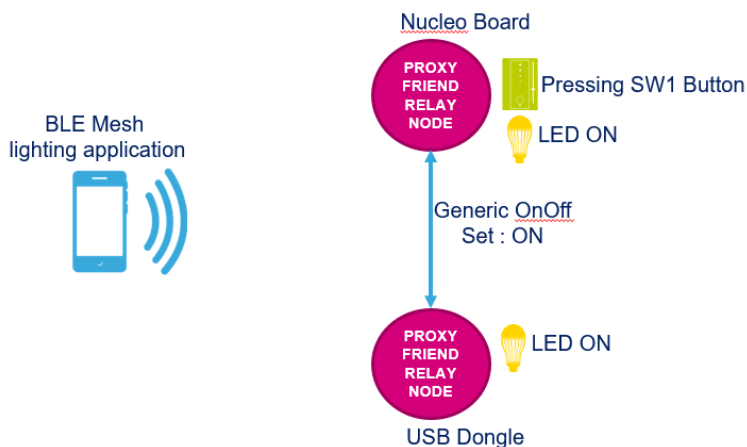 Nucleo Board
PROXY
FRIEND
RELAY
NODE
Pressing SW1 Button
LED ON
BLE Mesh
lighting application
Generic OnOff
Set : ON
PROXY
FRIEND
RELAY
NODE
LED ON
USB Dongle